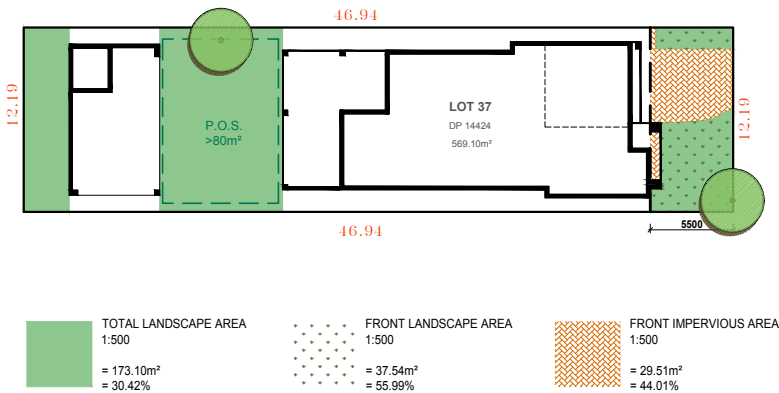 46.94
12.19
P.O.S.
>80m²
LOT 37
DP 14424
569.10m²
12.19
46.94
5500
TOTAL LANDSCAPE AREA
1:500
= 173.10m²
= 30.42%
FRONT LANDSCAPE AREA
1:500
= 37.54m²
= 55.99%
FRONT IMPERVIOUS AREA
1:500
= 29.51m²
= 44.01%